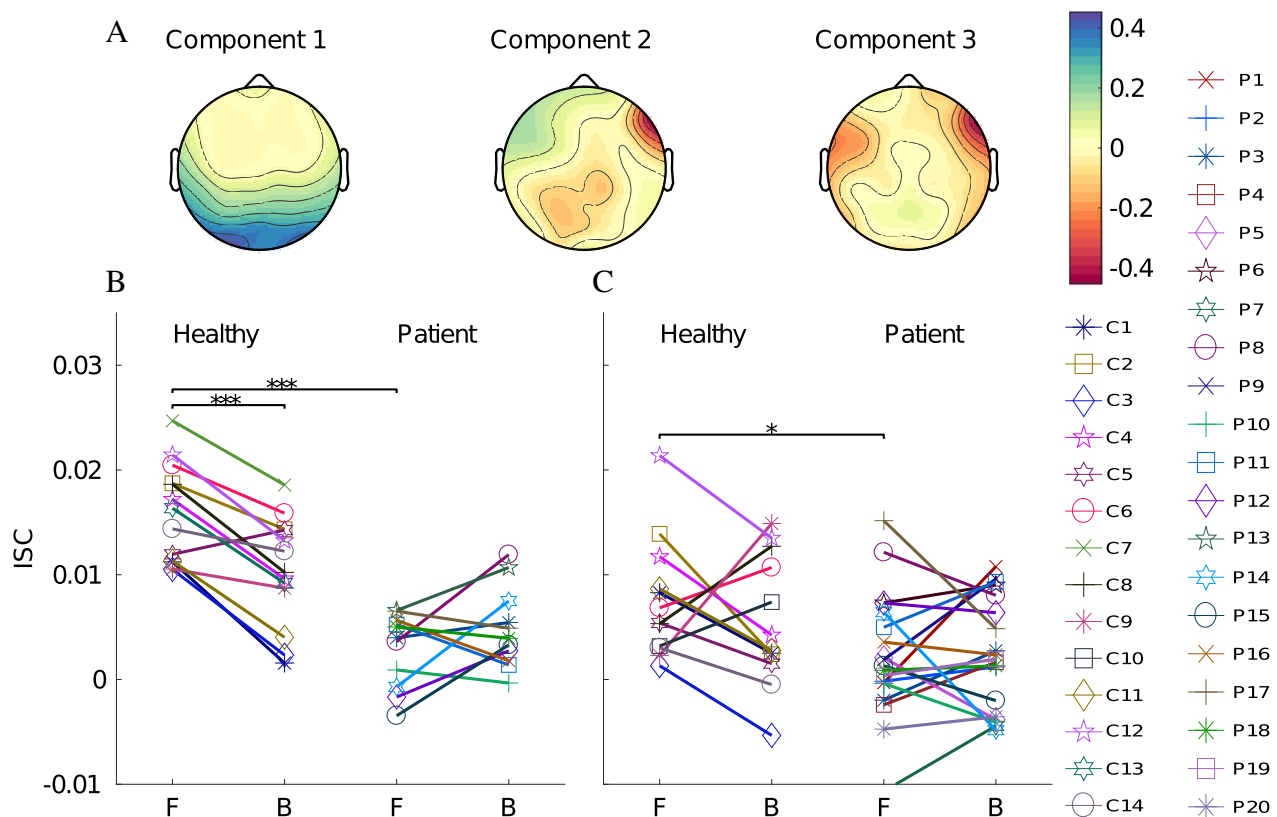 A
Component 1
Component 2
Component 3
0.4
0.2
0
-0.2
-0.4
P1
P2
P3
P4
P5
P6
P7
P8
P9
P10
P11
P12
P13
P14
P15
P16
P17
P18
P19
P20
C1
C2
C3
C4
C5
C6
C7
C8
C9
C10
C11
C12
C13
C14
B
Healthy
Patient
***
***
ISC
0.03
0.02
0.01
0
-0.01
F
B
F
B
C
Healthy
Patient
*
F
B
F
B